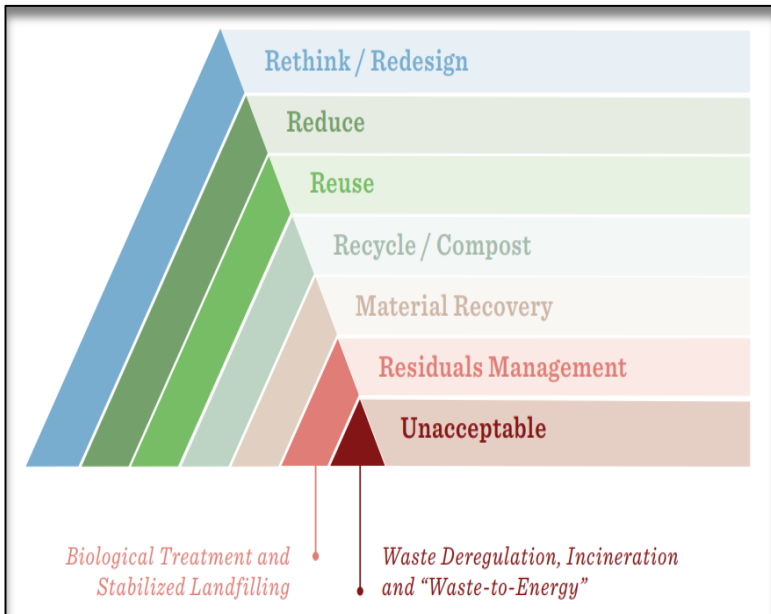 Rethink / Redesign
Reduce
Reuse
Recycle / Compost
Material Recovery
Residuals Management
Unacceptable
Biological Treatment and
Stabilized Landfilling
Waste Deregulation, Incineration
and “Waste-to-Energy”